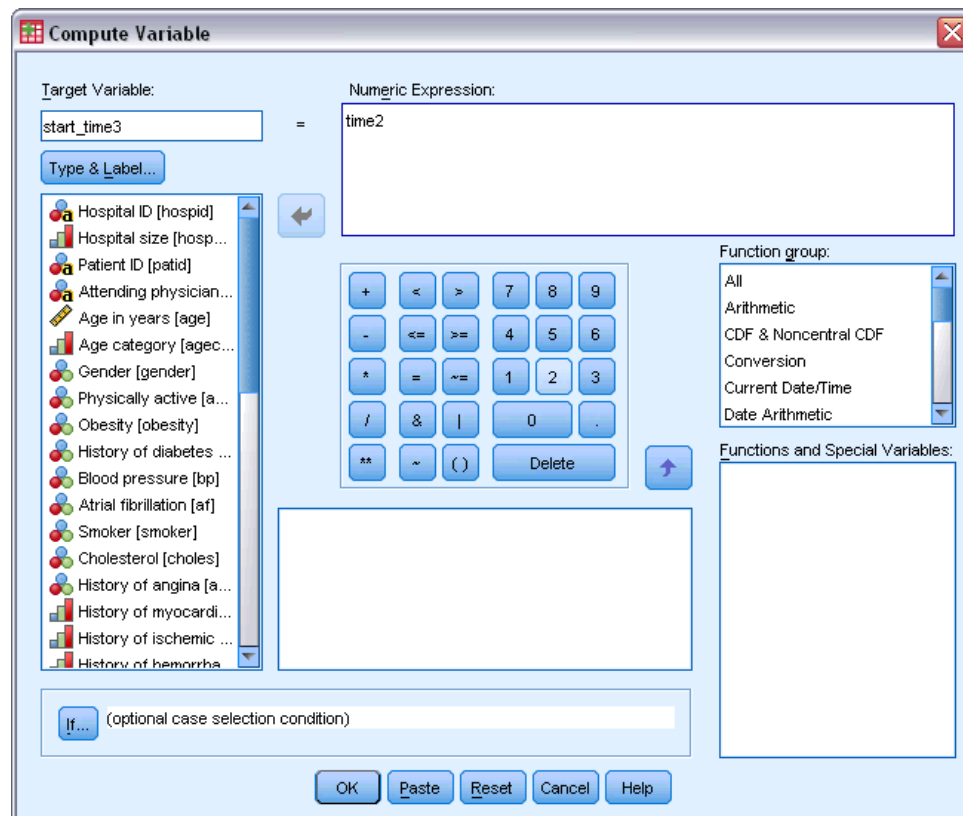 Compute Variable
Target Variable:
start_time3
=
Numeric Expression:
time2
Type & Label...
Hospital ID [hospid]
Hospital size [hosp...
Patient ID [patid]
Attending physician...
Age in years [age]
Age category [agec...
Gender [gender]
Physically active [a...
Obesity [obesity]
History of diabetes ...
Blood pressure [bp]
Atrial fibrillation [af]
Smoker [smoker]
Cholesterol [choles]
History of angina [a...
History of myocardi...
History of ischemic ...
History of hemorrha
+ < > 7 8 9
- <= >= 4 5 6
* = ~= 1 2 3
/ & | 0 .
** ~ ( ) Delete
Function group:
All
Arithmetic
CDF & Noncentral CDF
Conversion
Current Date/Time
Date Arithmetic
Functions and Special Variables:
If... (optional case selection condition)
OK Paste Reset Cancel Help